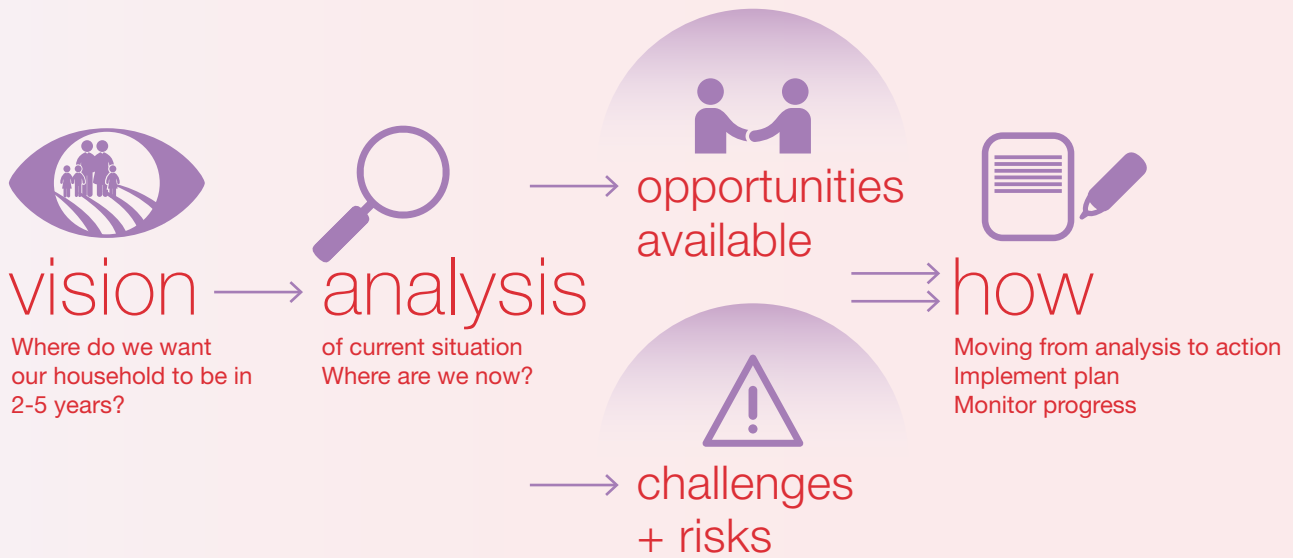 vision
Where do we want
our household to be in
2-5 years?
analysis
of current situation
Where are we now?
opportunities
available
challenges
+ risks
how
Moving from analysis to action
Implement plan
Monitor progress